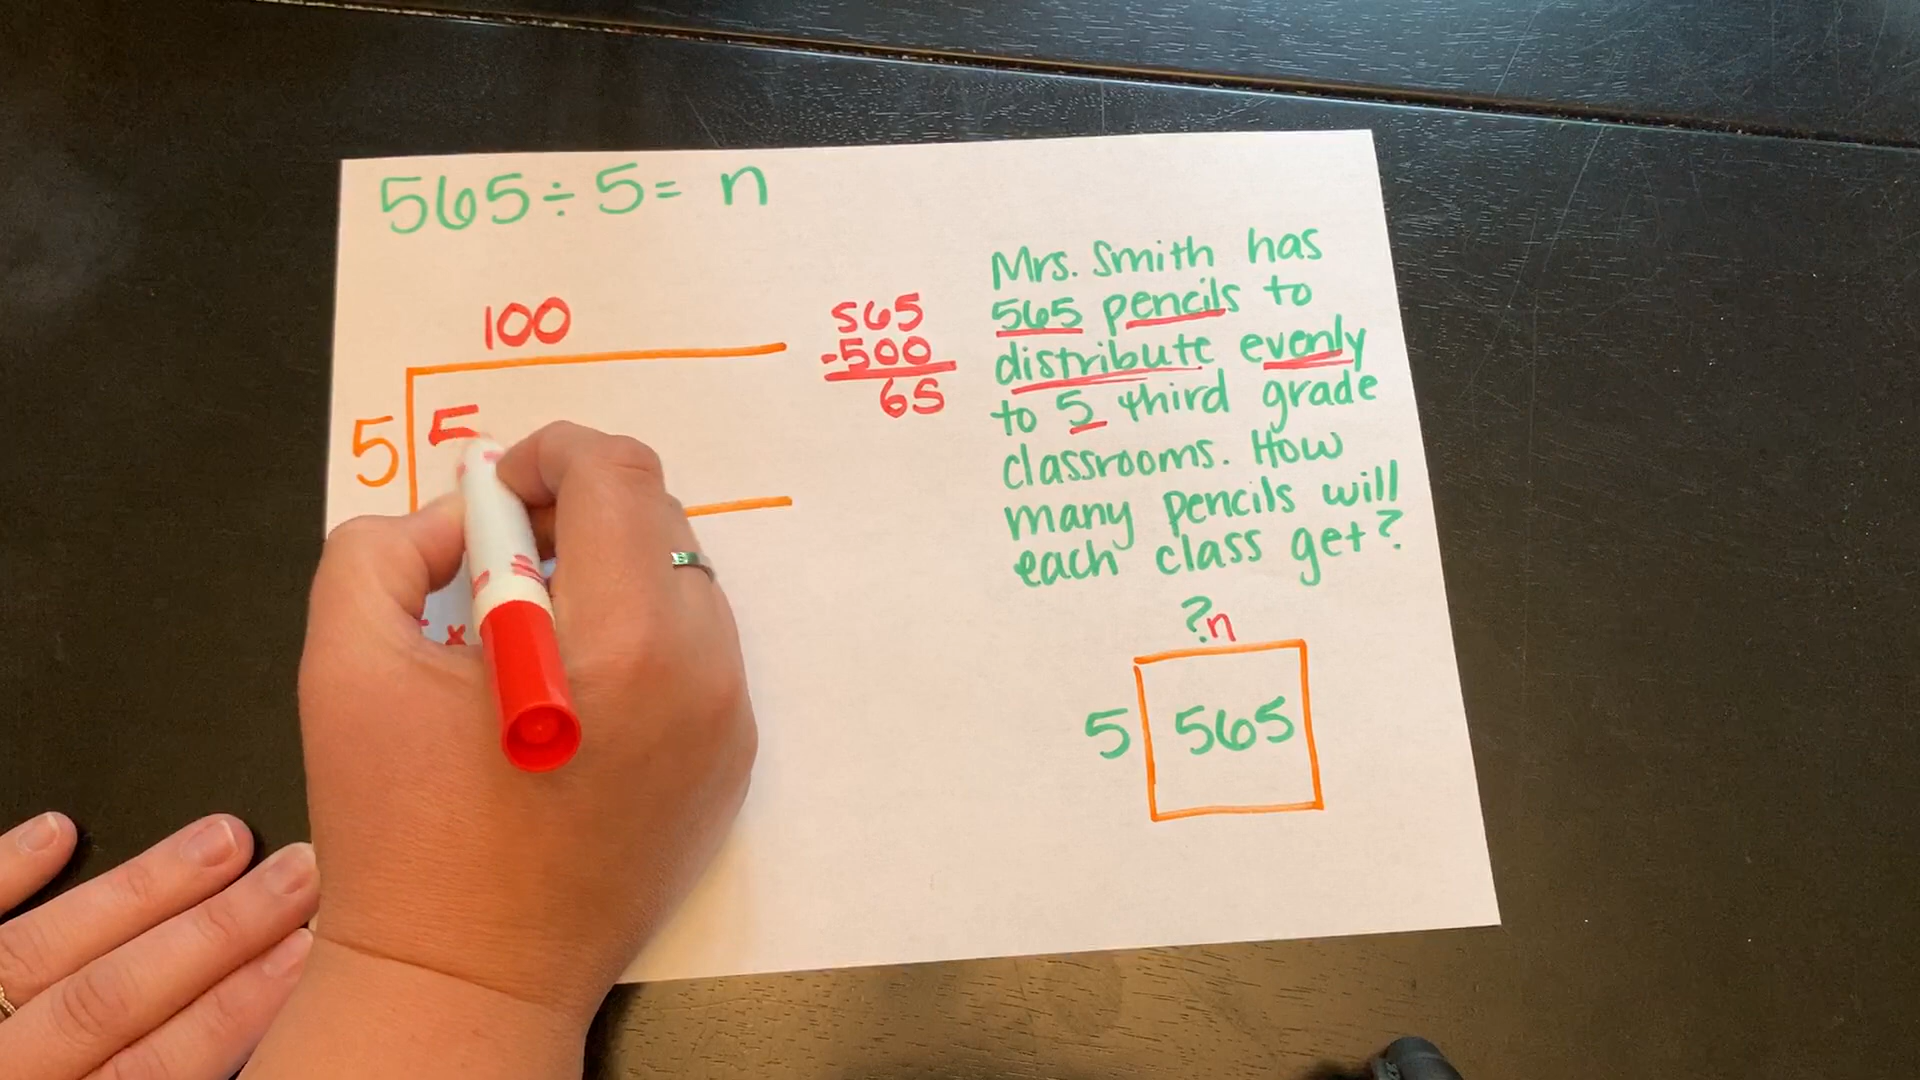 565 ÷ 5 = n
100
5
5
565
-500
65
Mrs. Smith has
565 pencils to
distribute evenly
to 5 third grade
classrooms. How
many pencils will
each class get?
?n
5
565